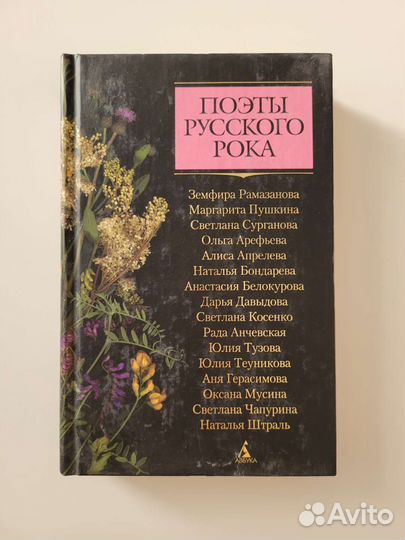 ПОЭТЫ
РУССКОГО
РОКА
Земфира Рамазанова
Маргарита Пушкина
Светлана Сурганова
Ольга Арефьева
Алиса Апрелева
Наталья Бондарева
Анастасия Белокурова
Дарья Давыдова
Светлана Косенко
Рада Анчевская
Юлия Тузова
Юлия Теуникова
Аня Герасимова
Оксана Мусина
Светлана Чапурина
Наталья Штраль
АЗБУКА
Avito